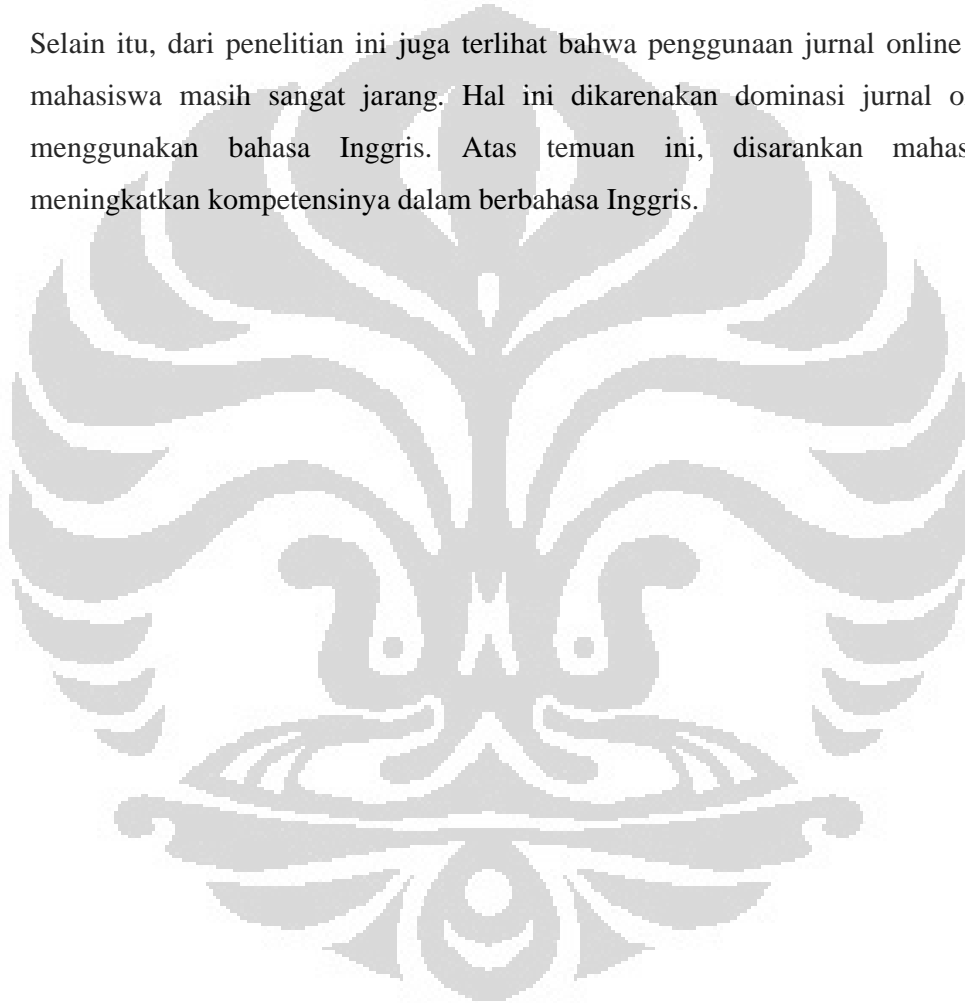 Selain itu, dari penelitian ini juga terlihat bahwa penggunaan jurnal online
mahasiswa masih sangat jarang. Hal ini dikarenakan dominasi jurnal
menggunakan bahasa Inggris. Atas temuan ini, disarankan
meningkatkan kompetensinya dalam berbahasa Inggris.